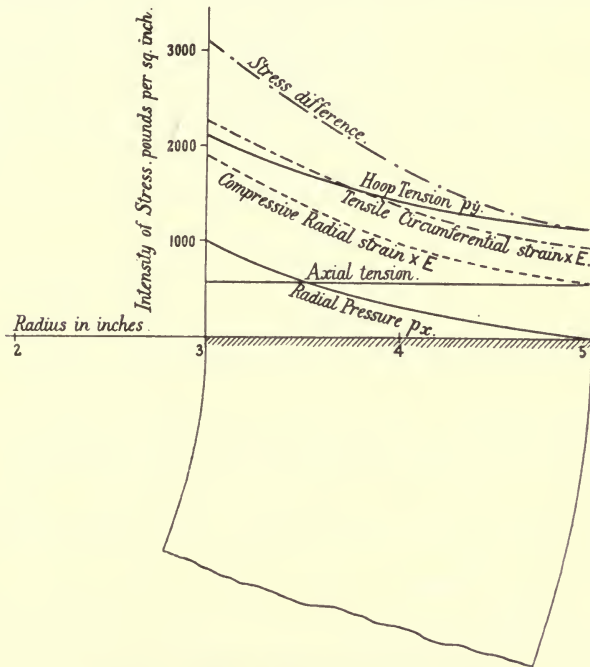 Intensity of Stress. pounds per sq. inch.
3000
2000
1000
Stress difference.
Hoop Tension py.
Tensile Circumferential strain x E.
Compressive Radial strain x E
Axial tension.
Radial Pressure px.
Radius in inches.
2
3
4
5